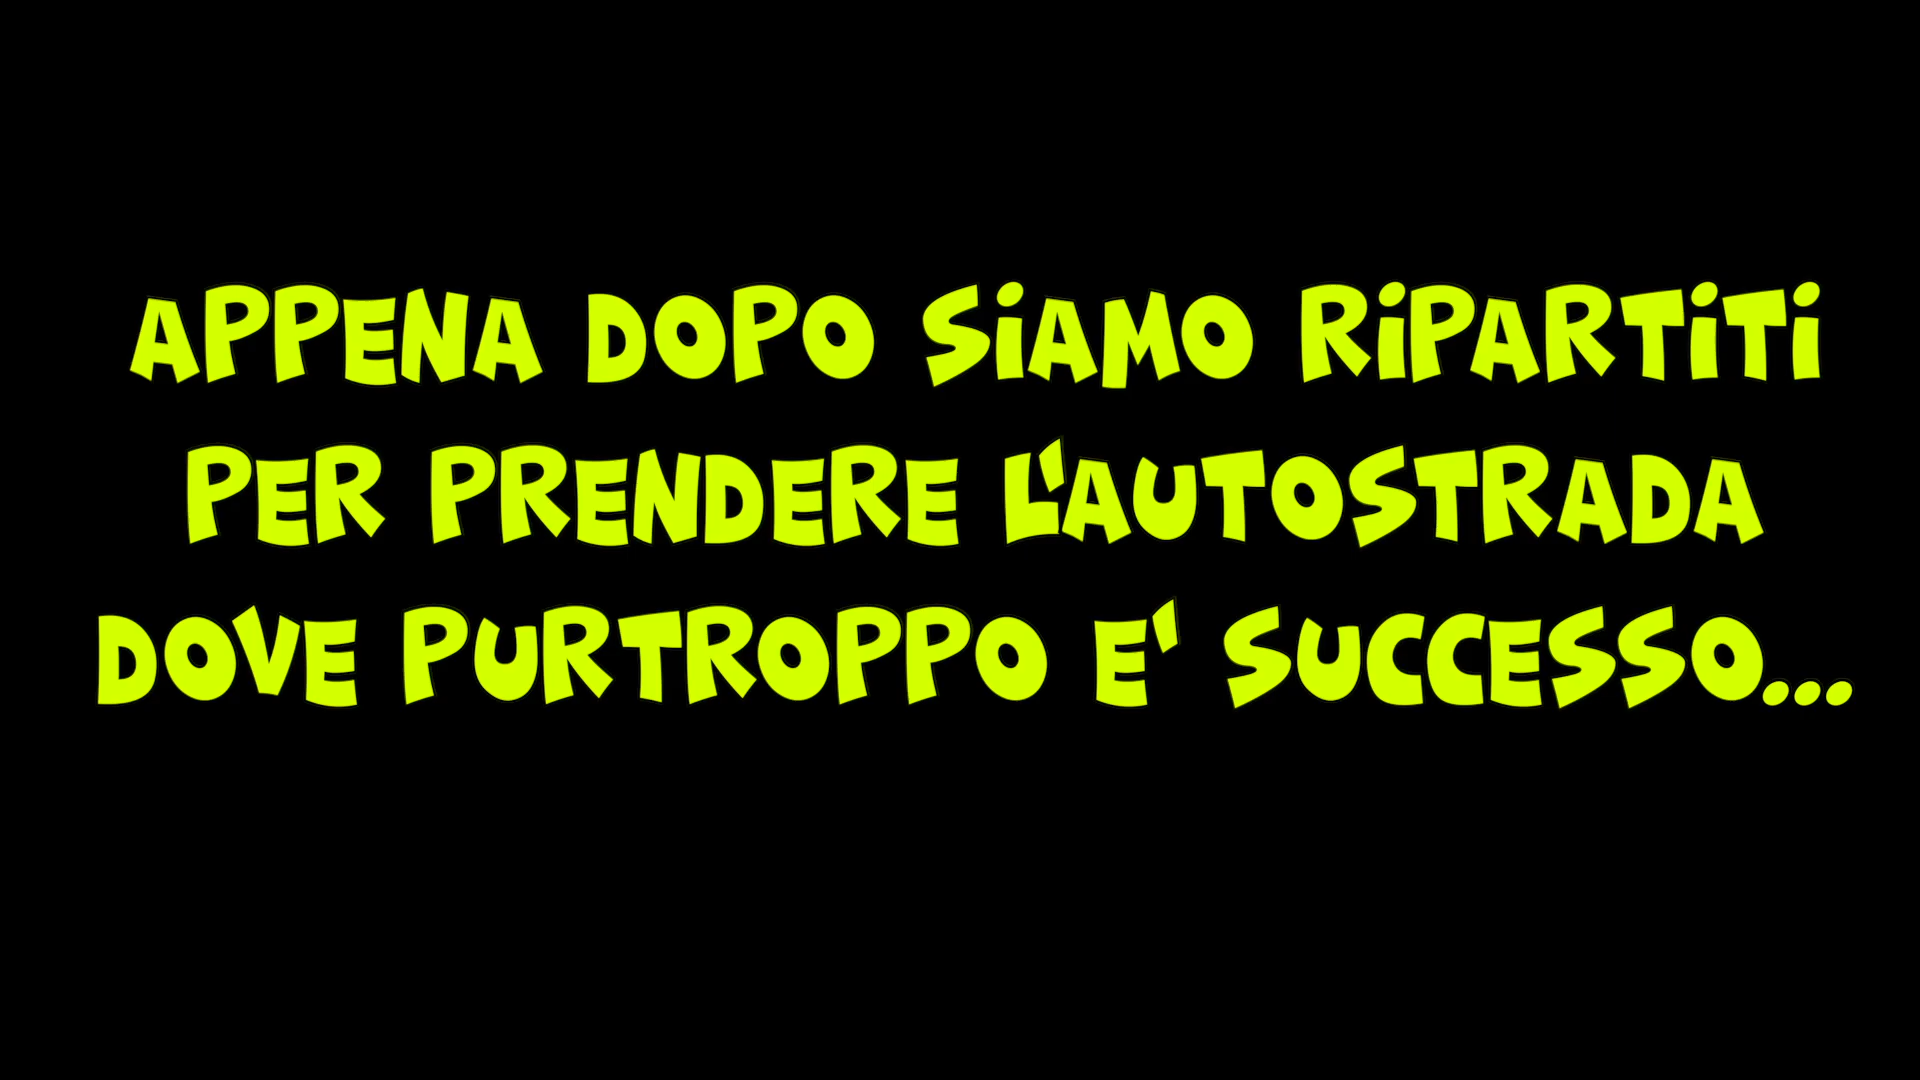 APPENA DOPO SiAMO RiPARTiTi
PER PRENDERE L'AUTOSTRADA
DOVE PURTROPPO E' SUCCESSO...